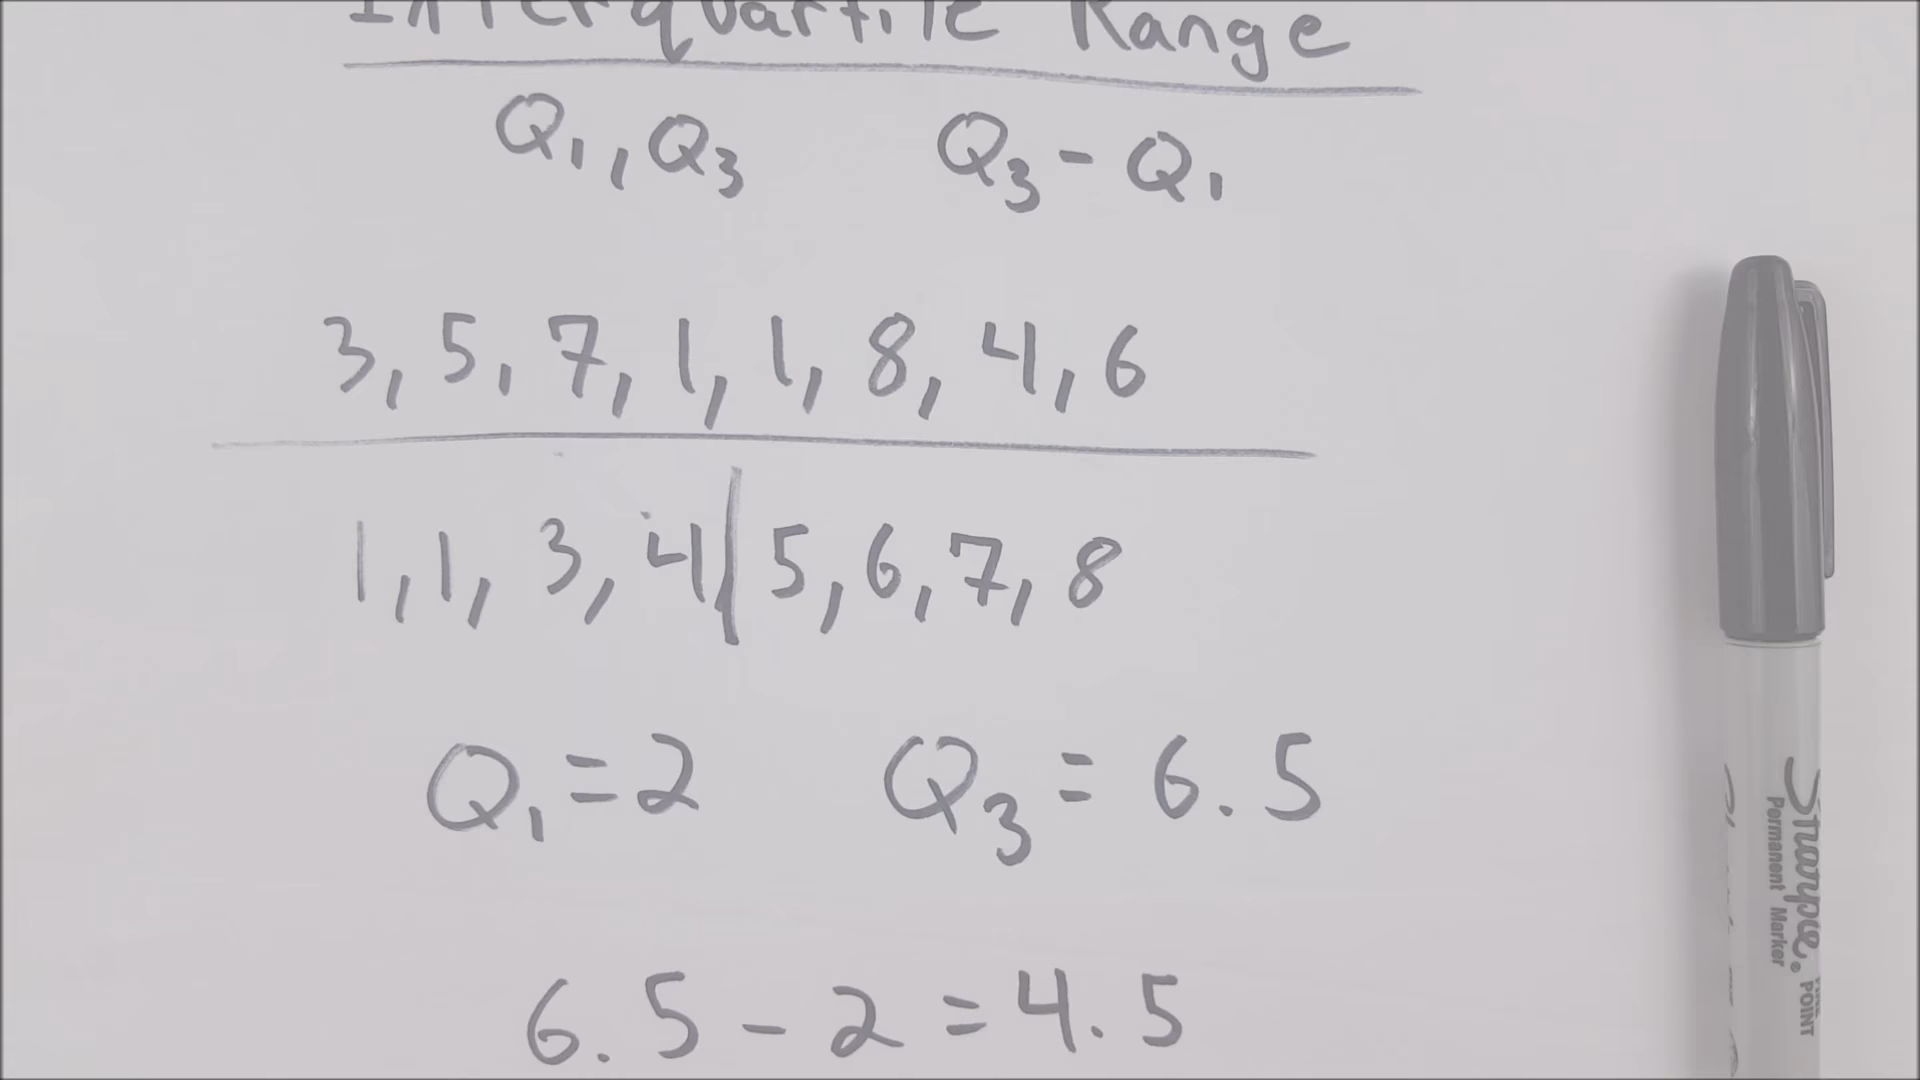 Interquartile Range
Q₁, Q₃ Q₃ - Q₁
3, 5, 7, 1, 1, 8, 4, 6
1, 1, 3, 4 | 5, 6, 7, 8
Q₁ = 2 Q₃ = 6.5
6.5 - 2 = 4.5
Sharpie.
Permanent Marker
POINT